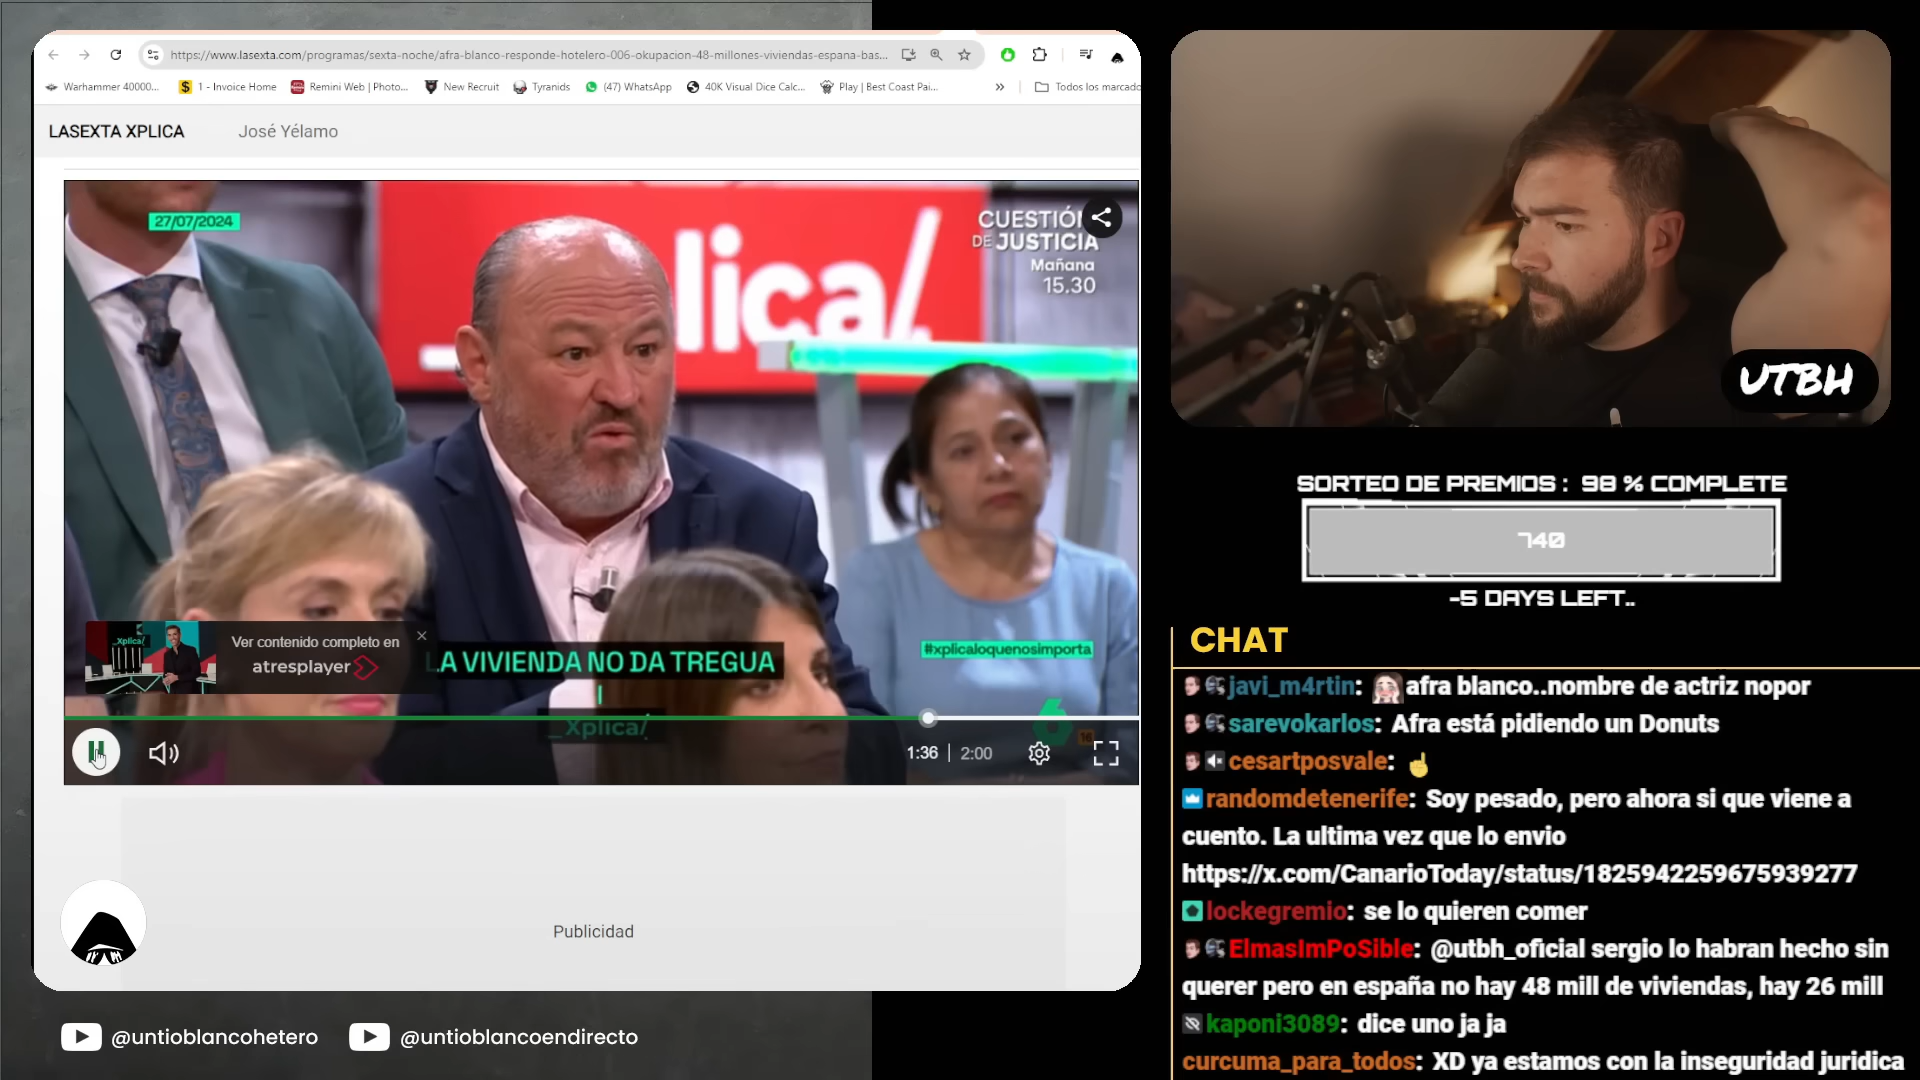 https://www.lasexta.com/programas/sexta-noche/afra-blanco-responde-hotelero-006-okupacion-48-millones-viviendas-espana-bas...
Warhammer 40000... 1 - Invoice Home Remini Web | Photo... New Recruit Tyranids (47) WhatsApp 40K Visual Dice Calc... Play | Best Coast Pai... » Todos los marcado
LASEXTA XPLICA José Yélamo
27/07/2024
CUESTIÓN
DE JUSTICIA
Mañana
15.30
plica/
Xplica/
Ver contenido completo en
atresplayer
LA VIVIENDA NO DA TREGUA
#xplicaloquenosimporta
Xplica/
16
1:36 | 2:00
Publicidad
@untioblancohetero @untioblancoendirecto
UTBH
SORTEO DE PREMIOS : 98 % COMPLETE
740
-5 DAYS LEFT..
CHAT
javi_m4rtin: afra blanco..nombre de actriz nopor
sarevokarlos: Afra está pidiendo un Donuts
cesartposvale: ☝
randomdetenerife: Soy pesado, pero ahora si que viene a
cuento. La ultima vez que lo envio
https://x.com/CanarioToday/status/1825942259675939277
lockegremio: se lo quieren comer
ElmasImPoSible: @utbh_oficial sergio lo habran hecho sin
querer pero en españa no hay 48 mill de viviendas, hay 26 mill
kaponi3089: dice uno ja ja
curcuma_para_todos: XD ya estamos con la inseguridad juridica